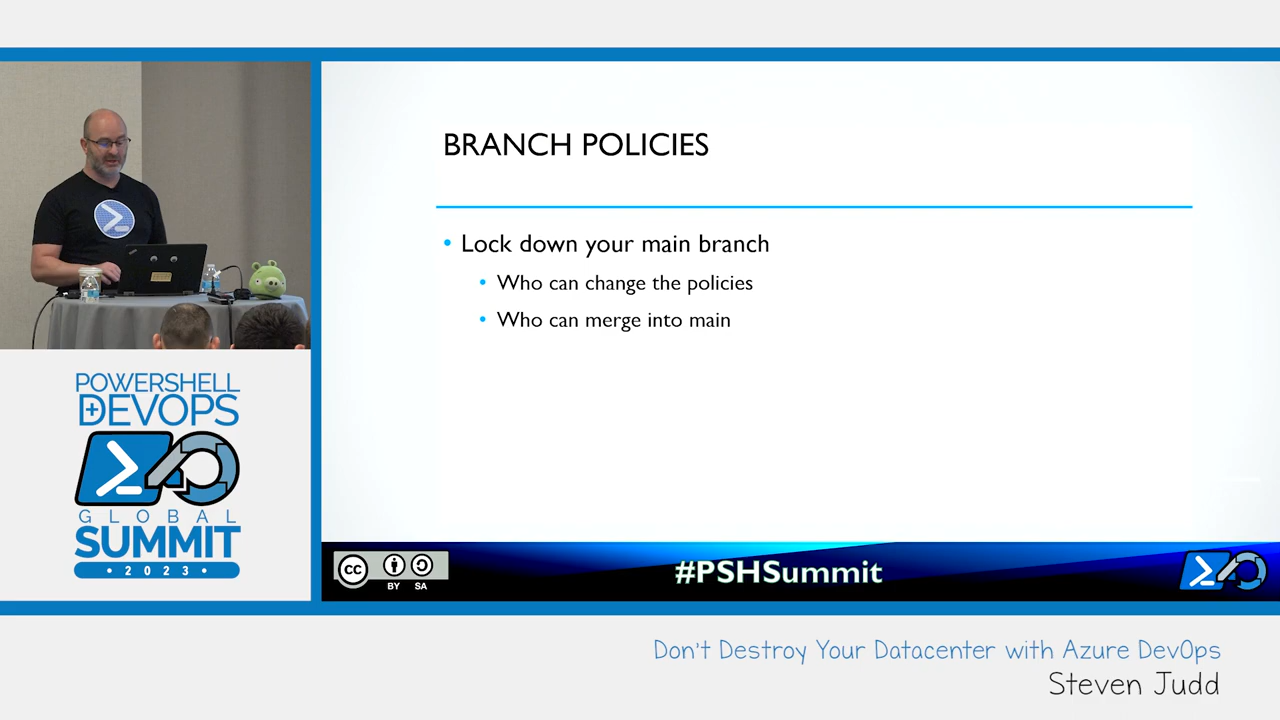 BRANCH POLICIES
• Lock down your main branch
• Who can change the policies
• Who can merge into main
POWERSHELL
+DEVOPS
GLOBAL
SUMMIT
• 2023 •
cc
BY SA
#PSHSummit
Don't Destroy Your Datacenter with Azure DevOps
Steven Judd